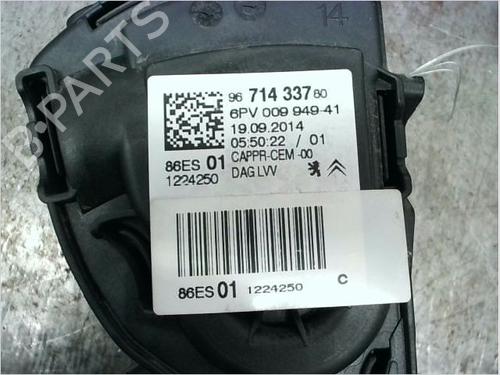 B-PARTS
14
96 714 337 80
6PV 009 949-41
19.09.2014
05:50:22 / 01
86ES 01 CAPPR-CEM -00
1224250 DAG LVV
86ES 01 1224250 C